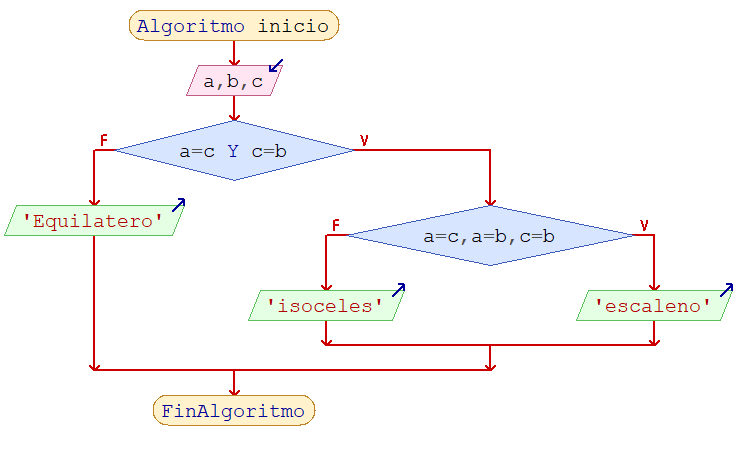 Algoritmo inicio
a,b,c
F
V
a=c Y c=b
'Equilatero'
F
V
a=c,a=b,c=b
'isoceles'
'escaleno'
FinAlgoritmo